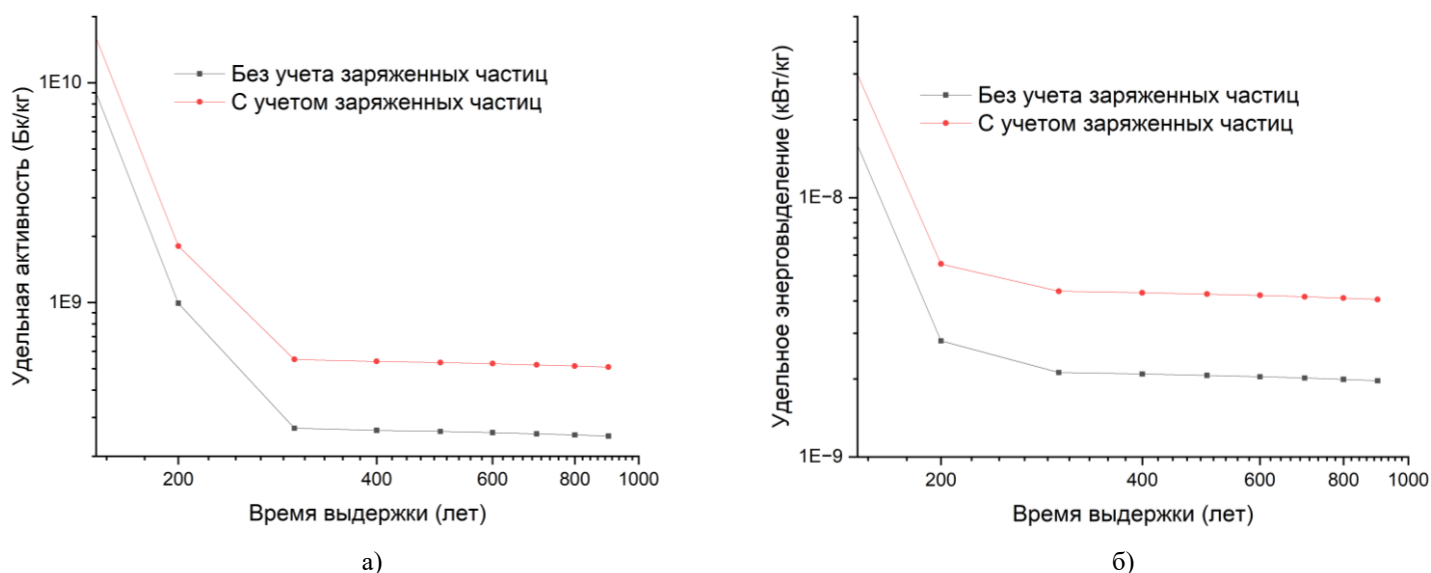 Удельная активность (Бк/кг)
1E10
1E9
Без учета заряженных частиц
С учетом заряженных частиц
200
400
600
800
1000
Время выдержки (лет)
а)
Удельное энерговыделение (кВт/кг)
1E−8
1E−9
Без учета заряженных частиц
С учетом заряженных частиц
200
400
600
800
1000
Время выдержки (лет)
б)